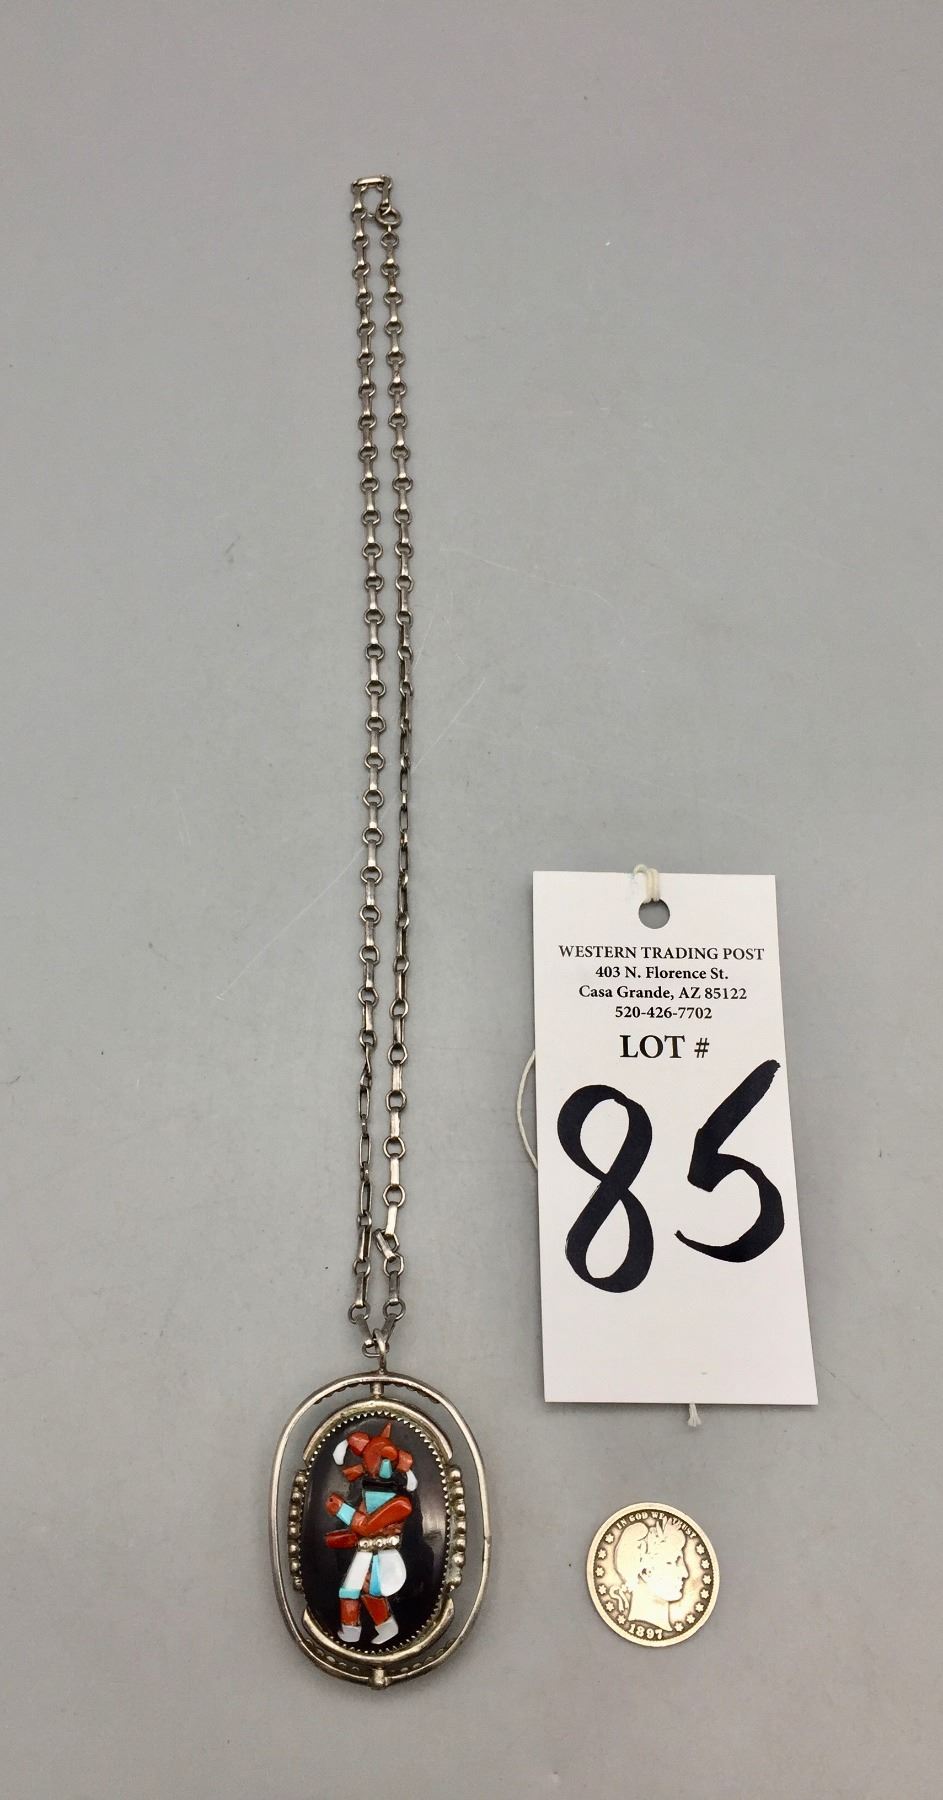 WESTERN TRADING POST
403 N. Florence St.
Casa Grande, AZ 85122
520-426-7702
LOT #
85
IN GOD WE TRUST
1897